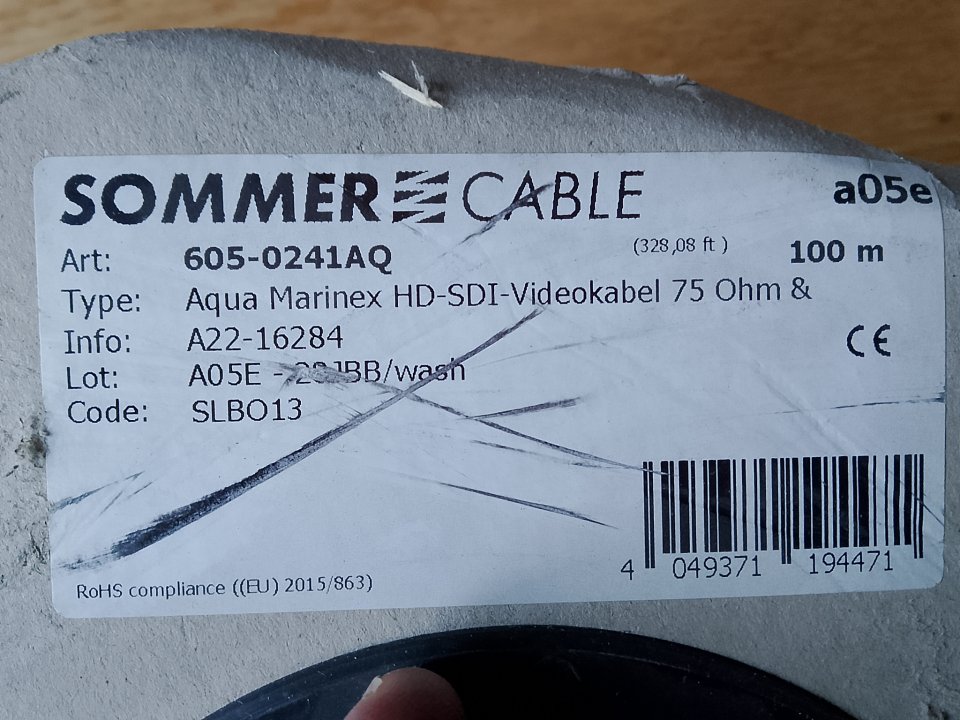 SOMMER CABLE
a05e
Art: 605-0241AQ (328,08 ft ) 100 m
Type: Aqua Marinex HD-SDI-Videokabel 75 Ohm &
Info: A22-16284
CE
Lot: A05E -
Code: SLBO13
4 049371 194471
RoHS compliance ((EU) 2015/863)